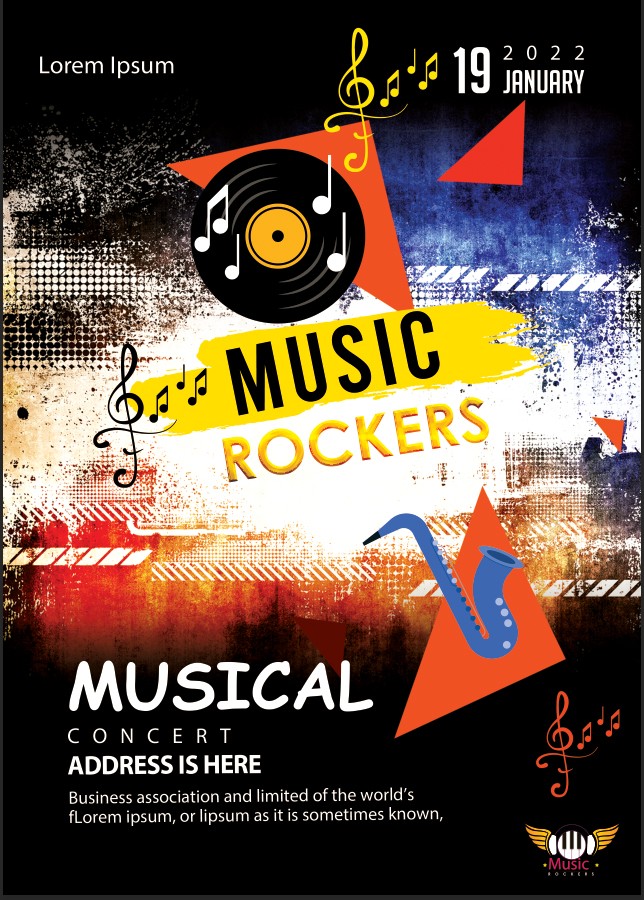 Lorem Ipsum
19
2022
JANUARY
MUSIC
ROCKERS
MUSICAL
CONCERT
ADDRESS IS HERE
Business association and limited of the world’s
fLorem ipsum, or lipsum as it is sometimes known,
Music
ROCKERS